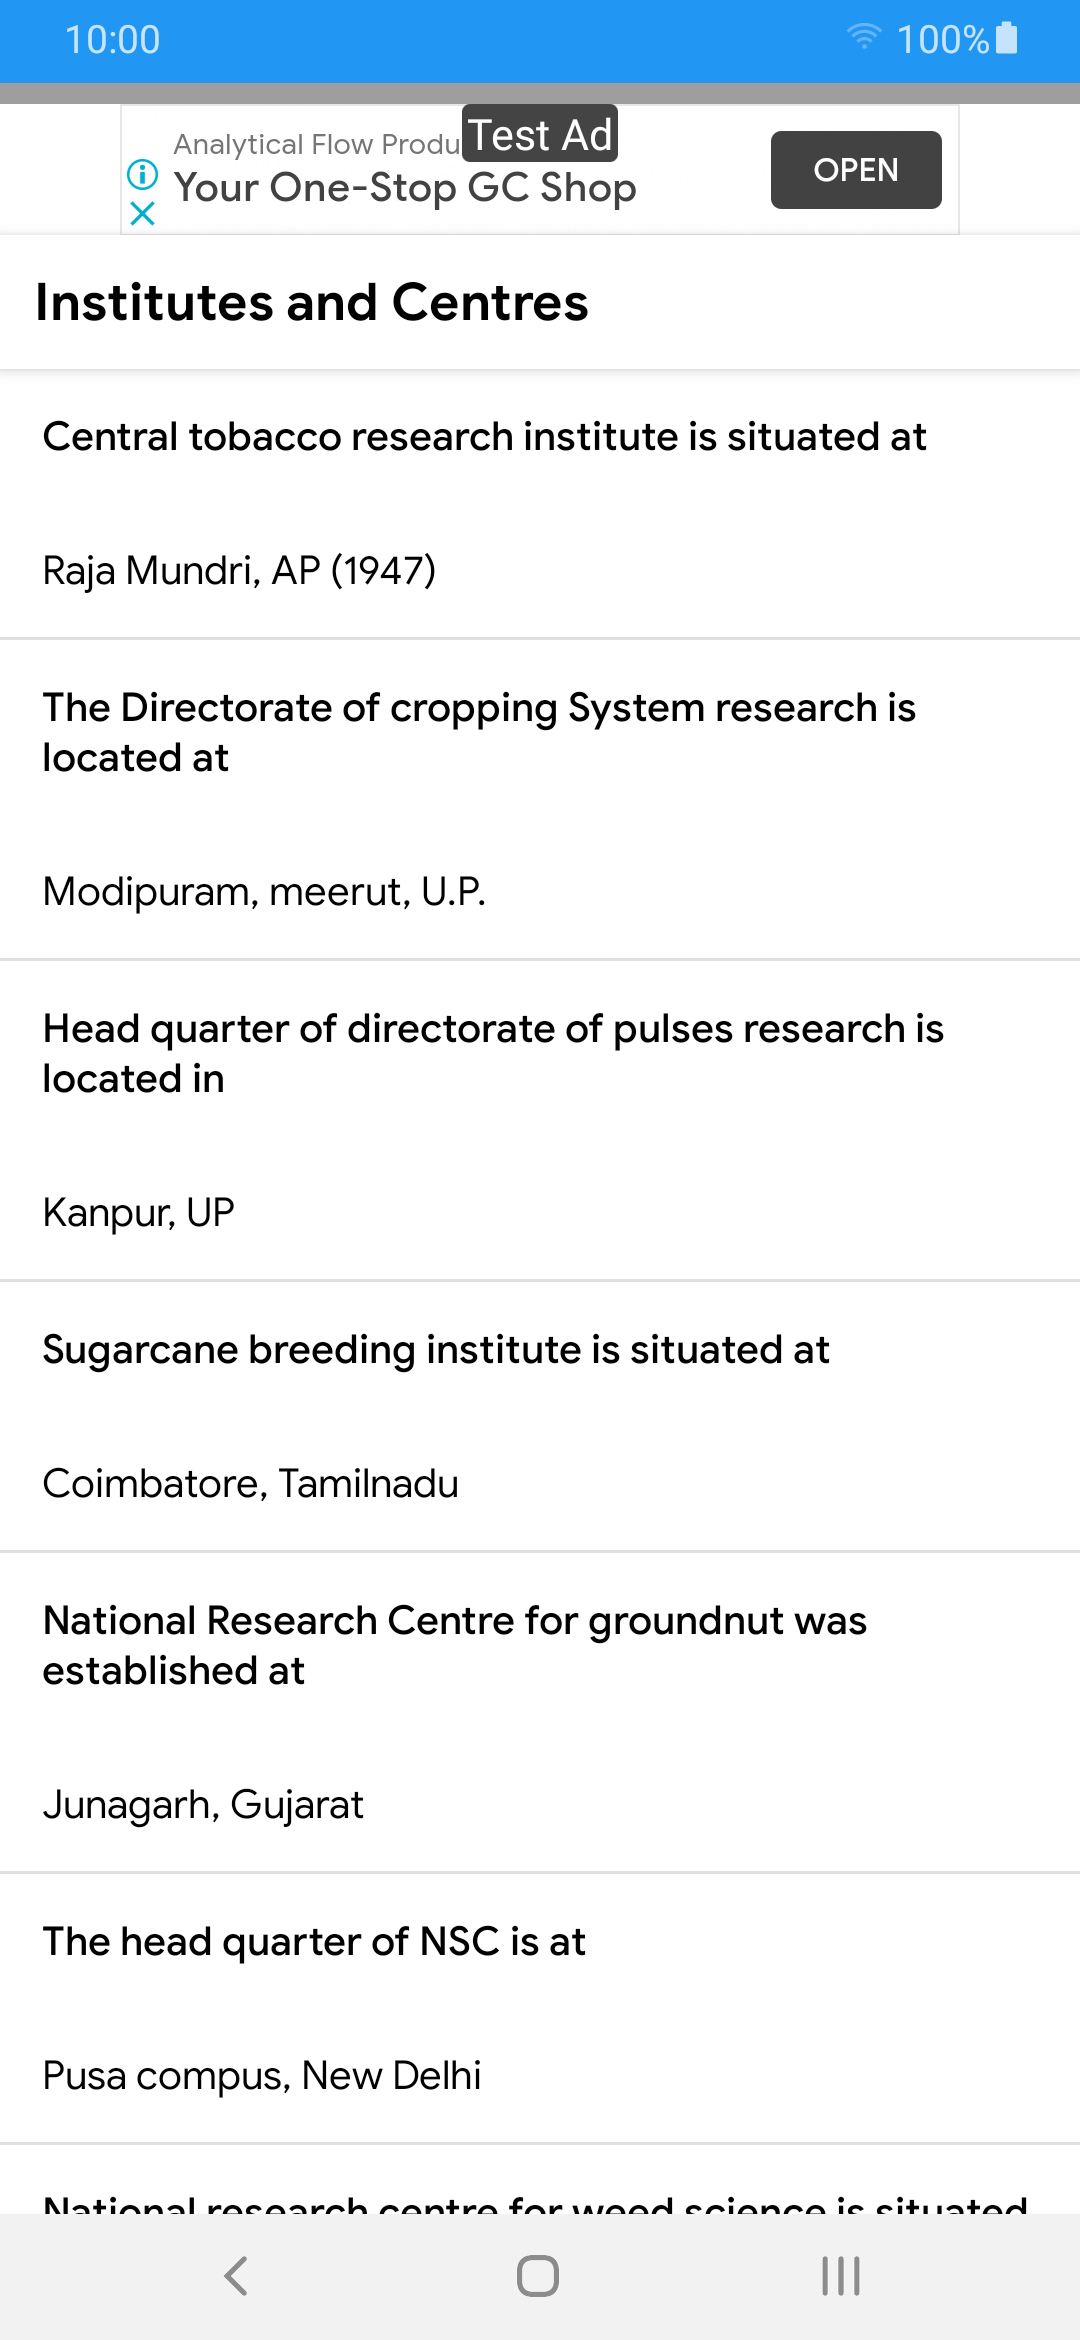 10:00
100%
Analytical Flow Produ
Test Ad
Your One-Stop GC Shop
OPEN
Institutes and Centres
Central tobacco research institute is situated at
Raja Mundri, AP (1947)
The Directorate of cropping System research is
located at
Modipuram, meerut, U.P.
Head quarter of directorate of pulses research is
located in
Kanpur, UP
Sugarcane breeding institute is situated at
Coimbatore, Tamilnadu
National Research Centre for groundnut was
established at
Junagarh, Gujarat
The head quarter of NSC is at
Pusa compus, New Delhi
National research centre for weed science is situated